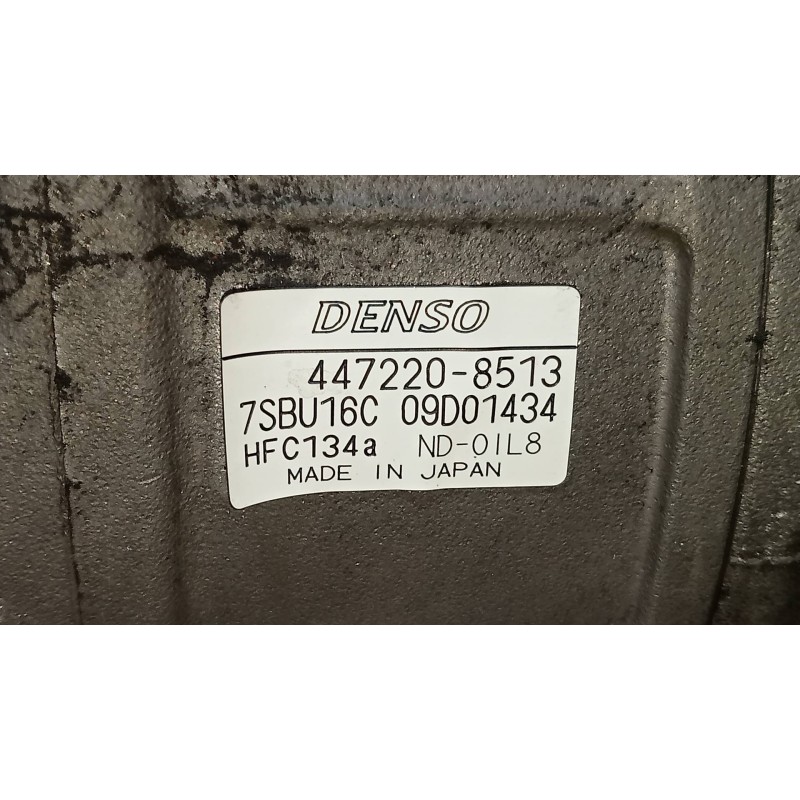 DENSO
447220-8513
7SBU16C 09D01434
HFC134a ND-OIL8
MADE IN JAPAN